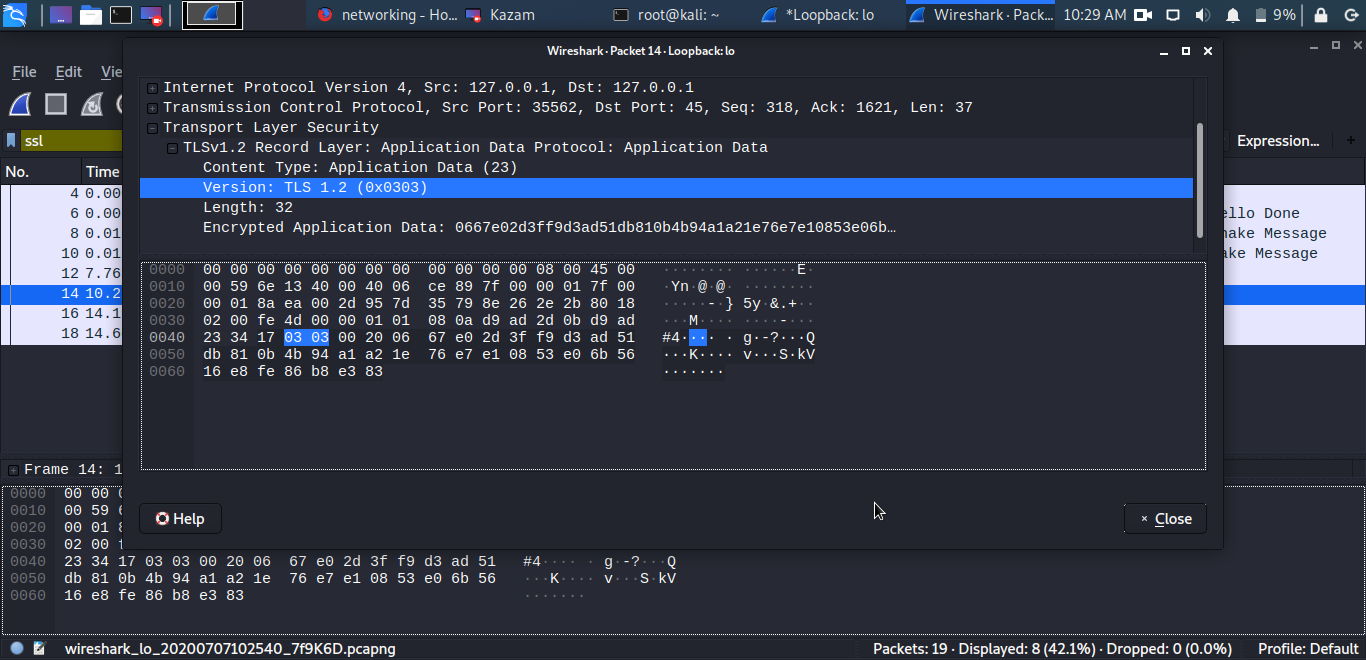 networking - Ho... Kazam root@kali: ~ *Loopback: lo Wireshark · Pack... 10:29 AM 9%
Wireshark · Packet 14 · Loopback: lo
File Edit Vie
Internet Protocol Version 4, Src: 127.0.0.1, Dst: 127.0.0.1
Transmission Control Protocol, Src Port: 35562, Dst Port: 45, Seq: 318, Ack: 1621, Len: 37
Transport Layer Security
ssl Expression... +
TLSv1.2 Record Layer: Application Data Protocol: Application Data
No. Time
Content Type: Application Data (23)
4 0.00
Version: TLS 1.2 (0x0303)
6 0.00 ello Done
Length: 32
8 0.01 ake Message
Encrypted Application Data: 0667e02d3ff9d3ad51db810b4b94a1a21e76e7e10853e06b…
10 0.01 ake Message
12 7.76
0000 00 00 00 00 00 00 00 00 00 00 00 00 08 00 45 00 ········ ······E·
0010 00 59 6e 13 40 00 40 06 ce 89 7f 00 00 01 7f 00 ·Yn·@·@· ········
14 10.2
0020 00 01 8a ea 00 2d 95 7d 35 79 8e 26 2e 2b 80 18 ·····-·} 5y·&.+··
16 14.1
0030 02 00 fe 4d 00 00 01 01 08 0a d9 ad 2d 0b d9 ad ···M···· ····-···
18 14.6
0040 23 34 17 03 03 00 20 06 67 e0 2d 3f f9 d3 ad 51 #4···· · g·-?···Q
0050 db 81 0b 4b 94 a1 a2 1e 76 e7 e1 08 53 e0 6b 56 ···K···· v···S·kV
0060 16 e8 fe 86 b8 e3 83 ·······
Frame 14: 1
0000 00 00
0010 00 59
0020 00 01
Help Close
0030 02 00
0040 23 34 17 03 03 00 20 06 67 e0 2d 3f f9 d3 ad 51 #4···· · g·-?···Q
0050 db 81 0b 4b 94 a1 a2 1e 76 e7 e1 08 53 e0 6b 56 ···K···· v···S·kV
0060 16 e8 fe 86 b8 e3 83 ·······
wireshark_lo_20200707102540_7f9K6D.pcapng Packets: 19 · Displayed: 8 (42.1%) · Dropped: 0 (0.0%) Profile: Default